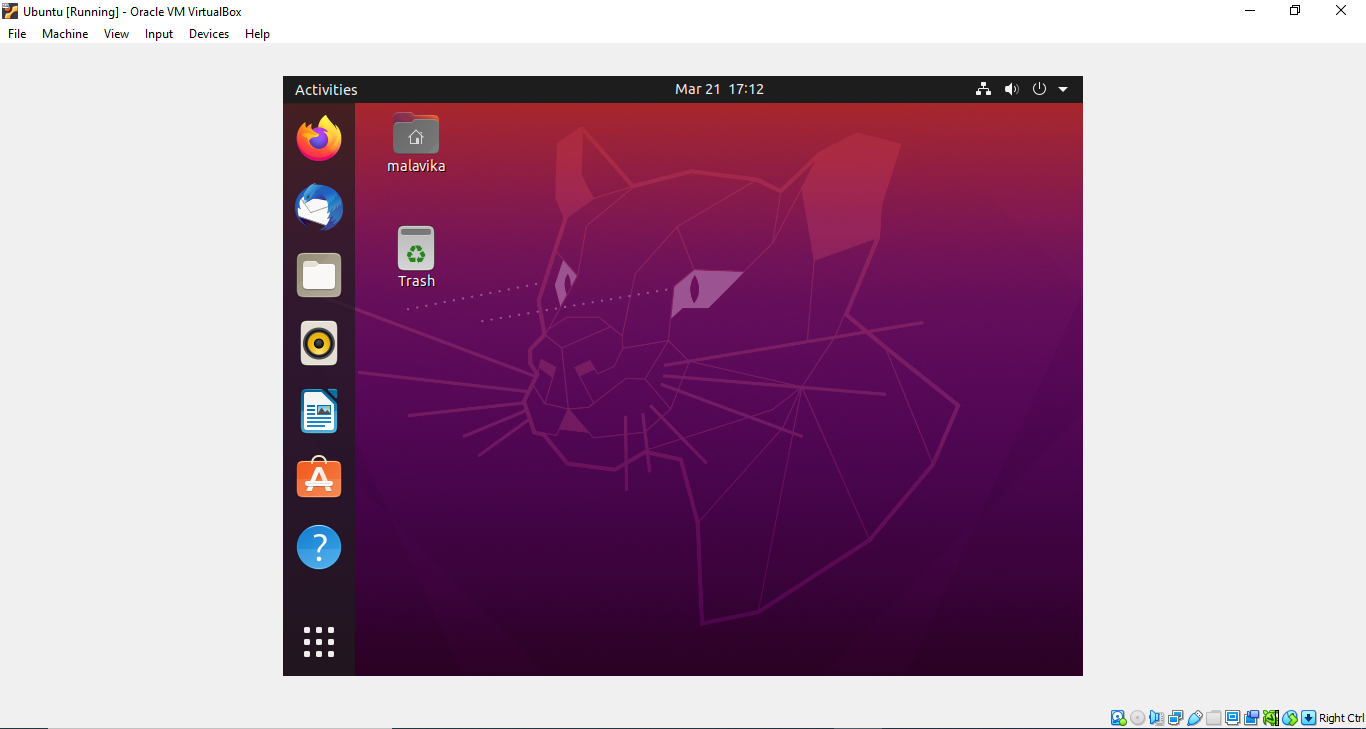 Ubuntu [Running] - Oracle VM VirtualBox
File Machine View Input Devices Help
Activities Mar 21 17:12
malavika
Trash
Right Ctrl